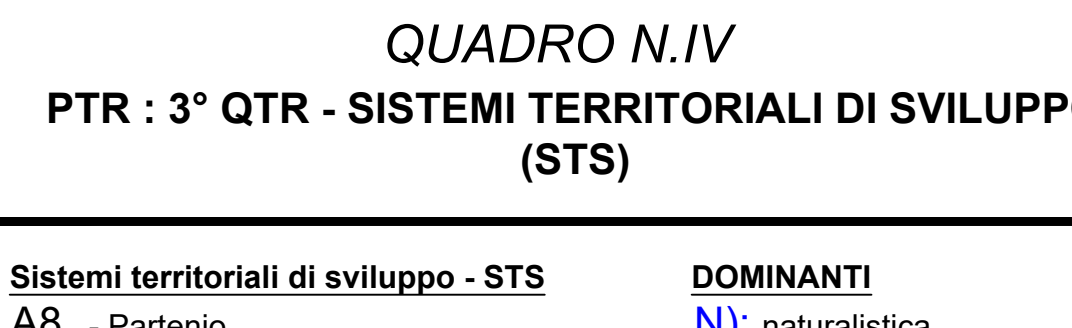 QUADRO N.IV
PTR : 3° QTR - SISTEMI TERRITORIALI DI SVILUPPO
(STS)
Sistemi territoriali di sviluppo - STS
DOMINANTI
A8 - Partenio
N): naturalistica